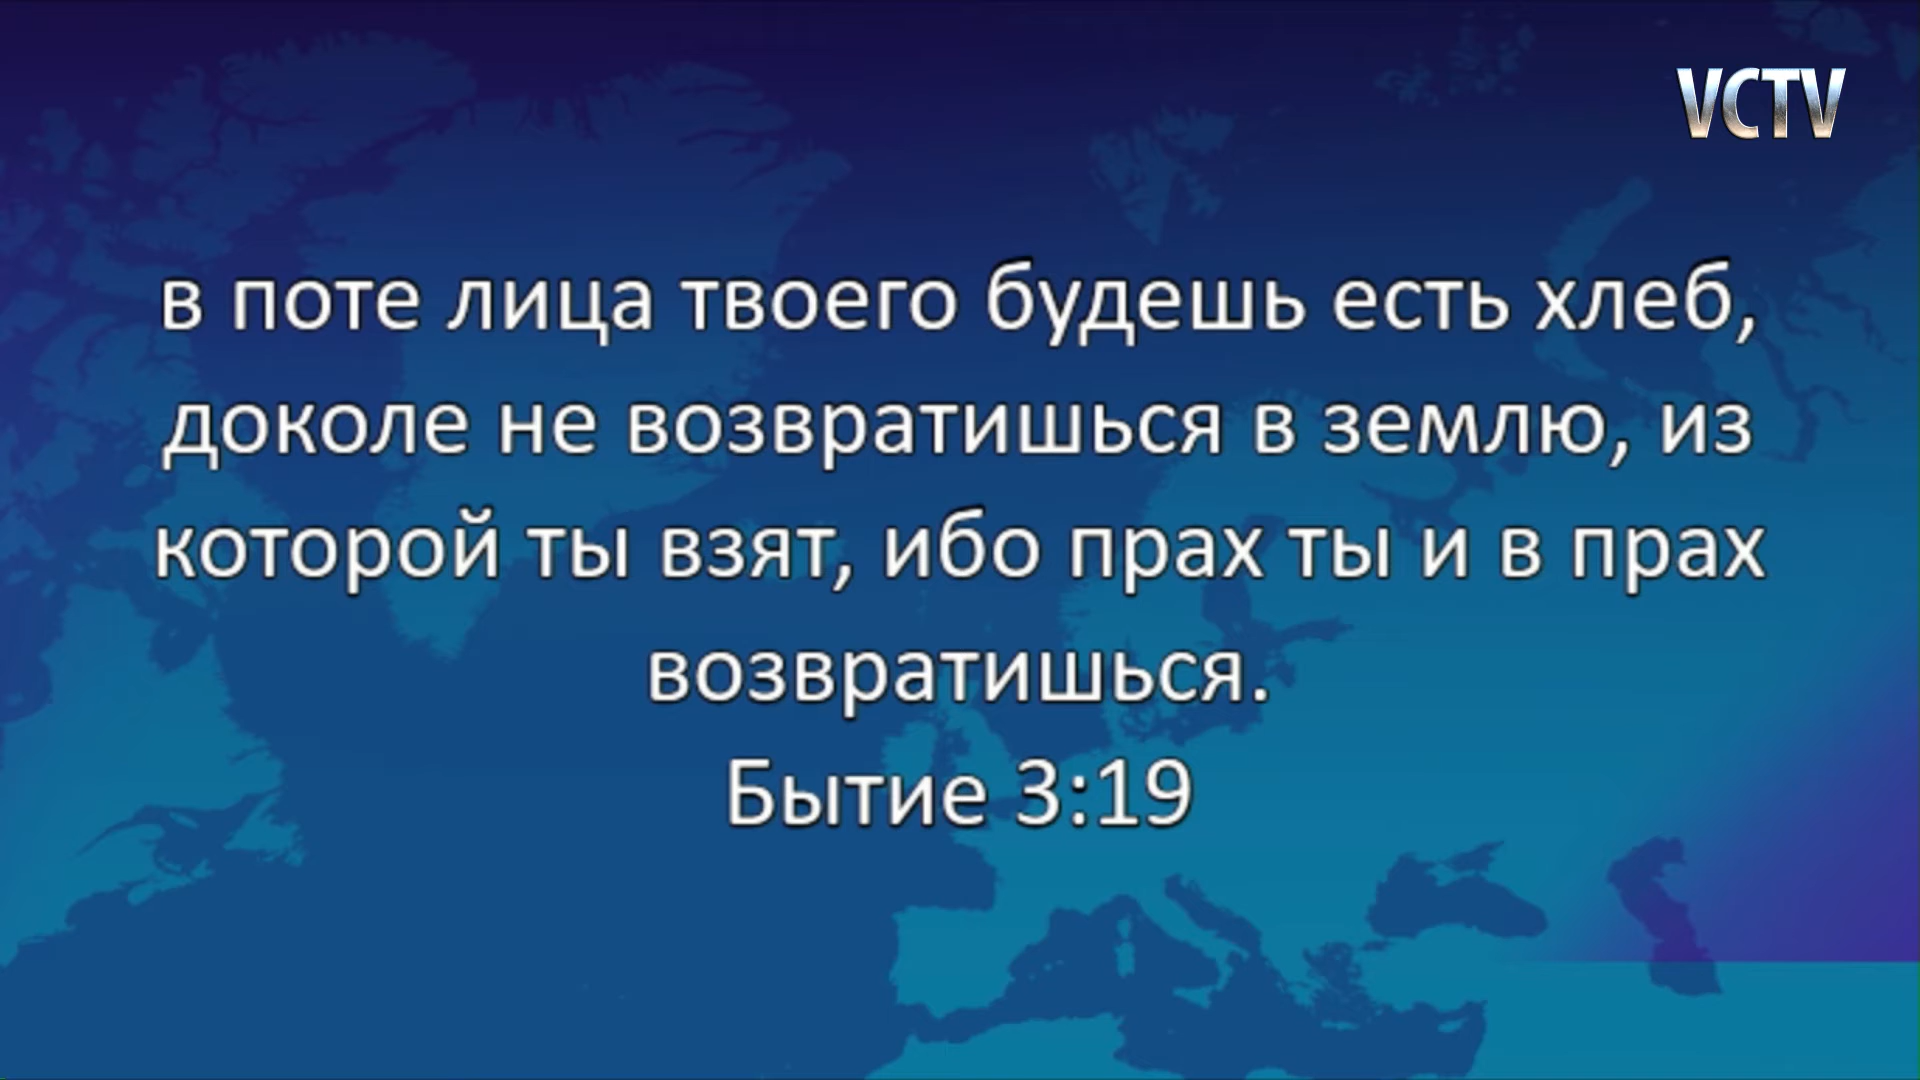 VCTV
в поте лица твоего будешь есть хлеб,
доколе не возвратишься в землю, из
которой ты взят, ибо прах ты и в прах
возвратишься.
Бытие 3:19